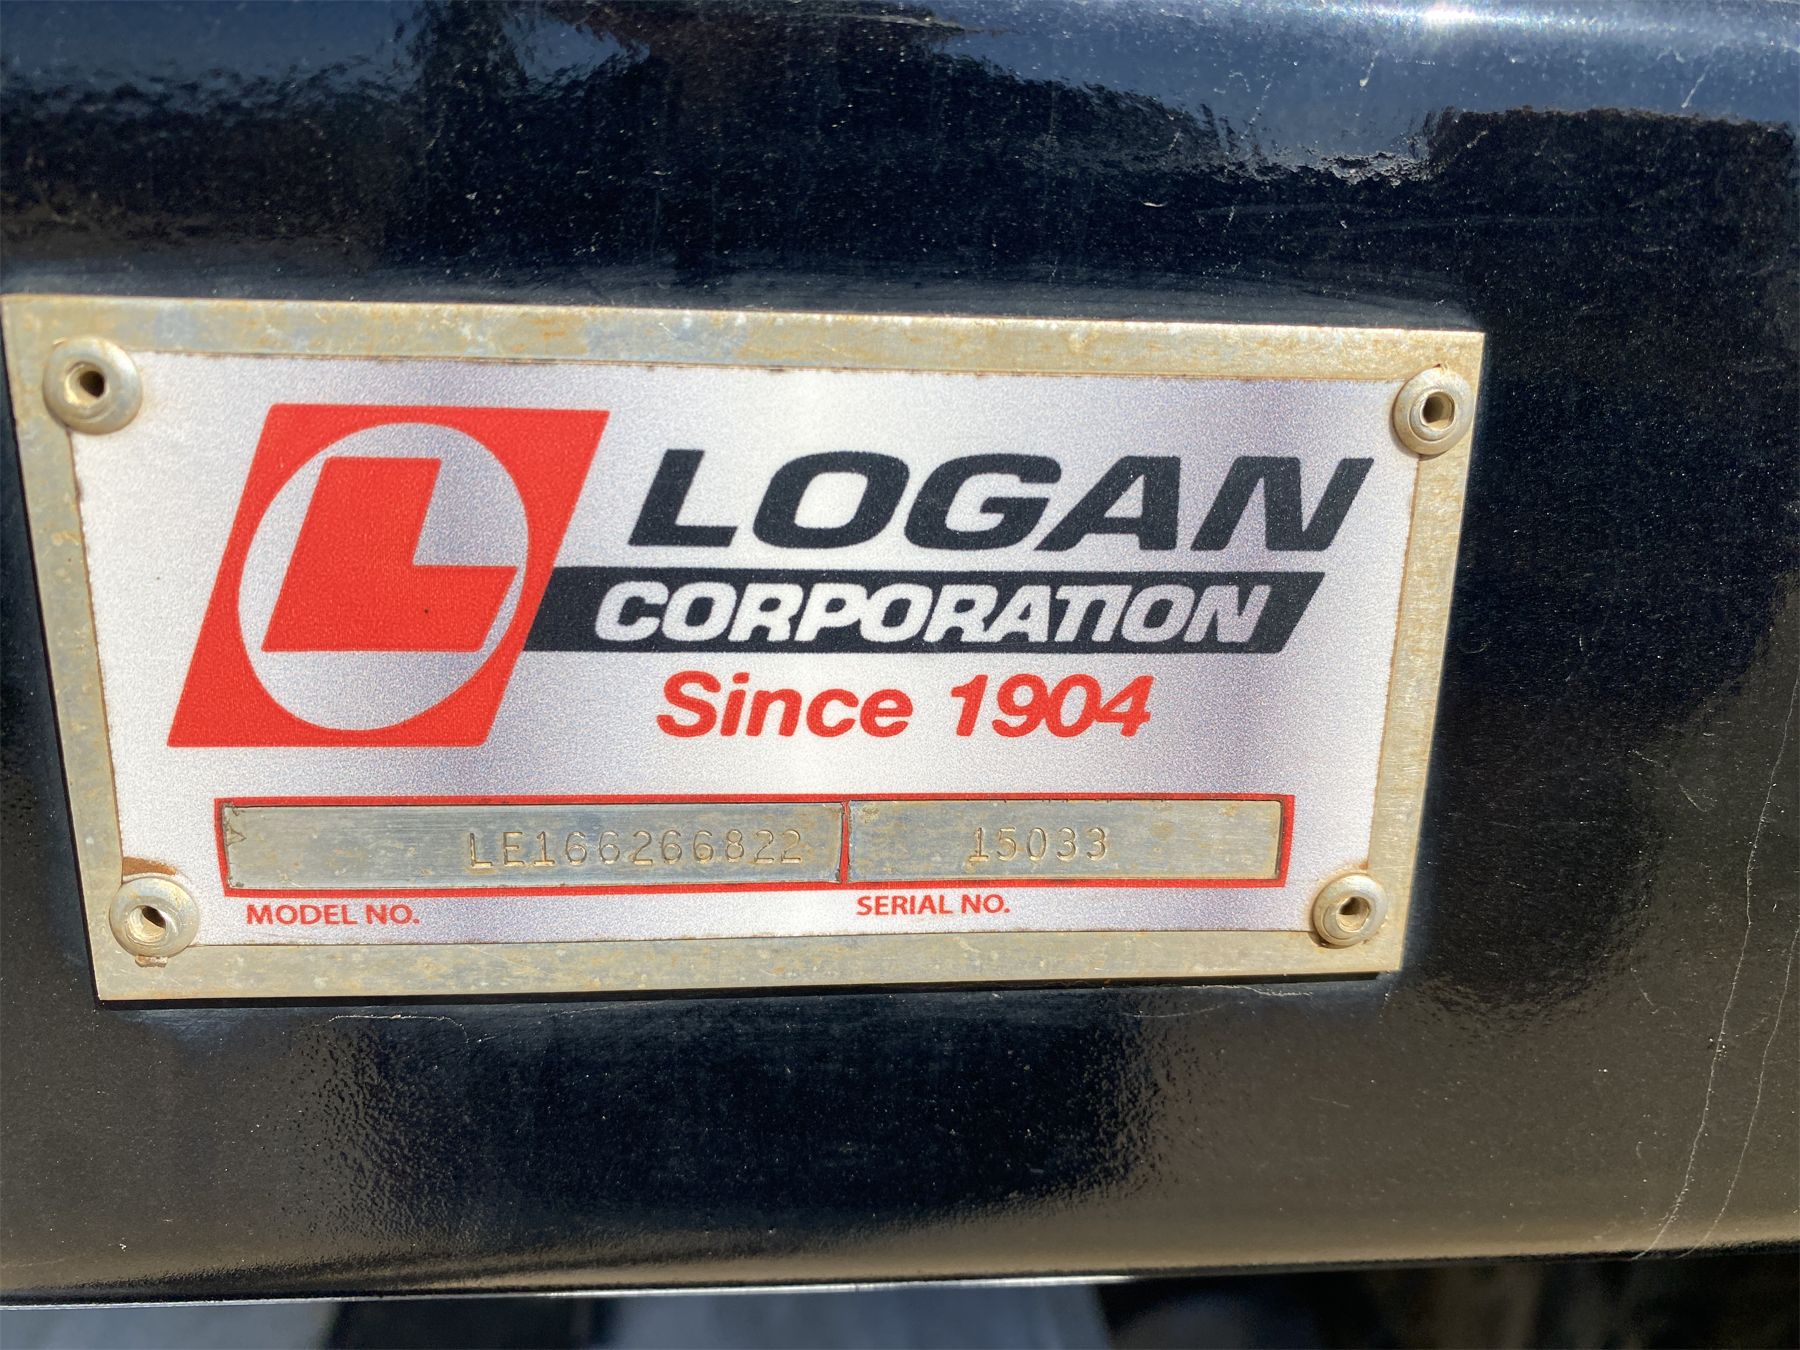 L LOGAN
CORPORATION
Since 1904
LE166266822 15033
MODEL NO. SERIAL NO.